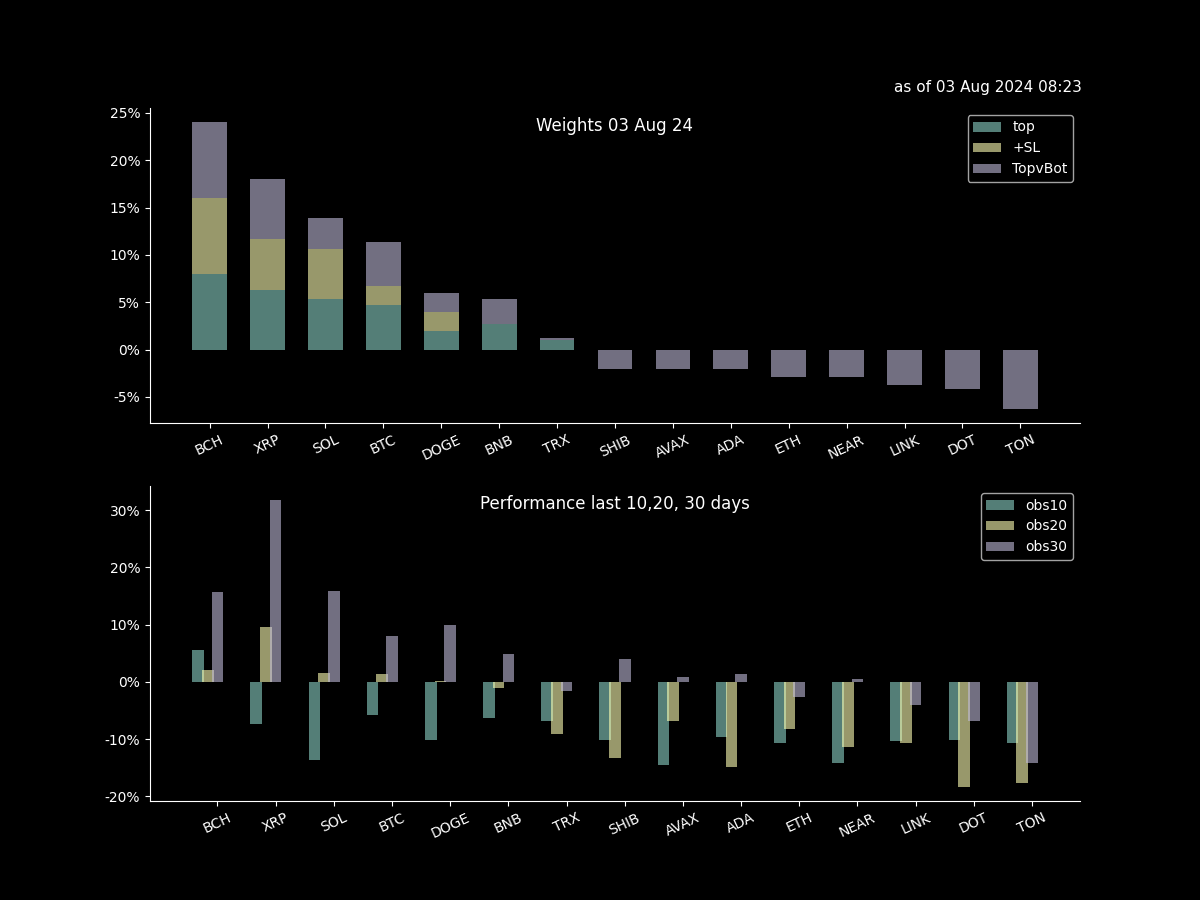 as of 03 Aug 2024 08:23
Weights 03 Aug 24
top
+SL
TopvBot
25%
20%
15%
10%
5%
0%
-5%
BCH XRP SOL BTC DOGE BNB TRX SHIB AVAX ADA ETH NEAR LINK DOT TON
Performance last 10,20, 30 days
obs10
obs20
obs30
30%
20%
10%
0%
-10%
-20%
BCH XRP SOL BTC DOGE BNB TRX SHIB AVAX ADA ETH NEAR LINK DOT TON